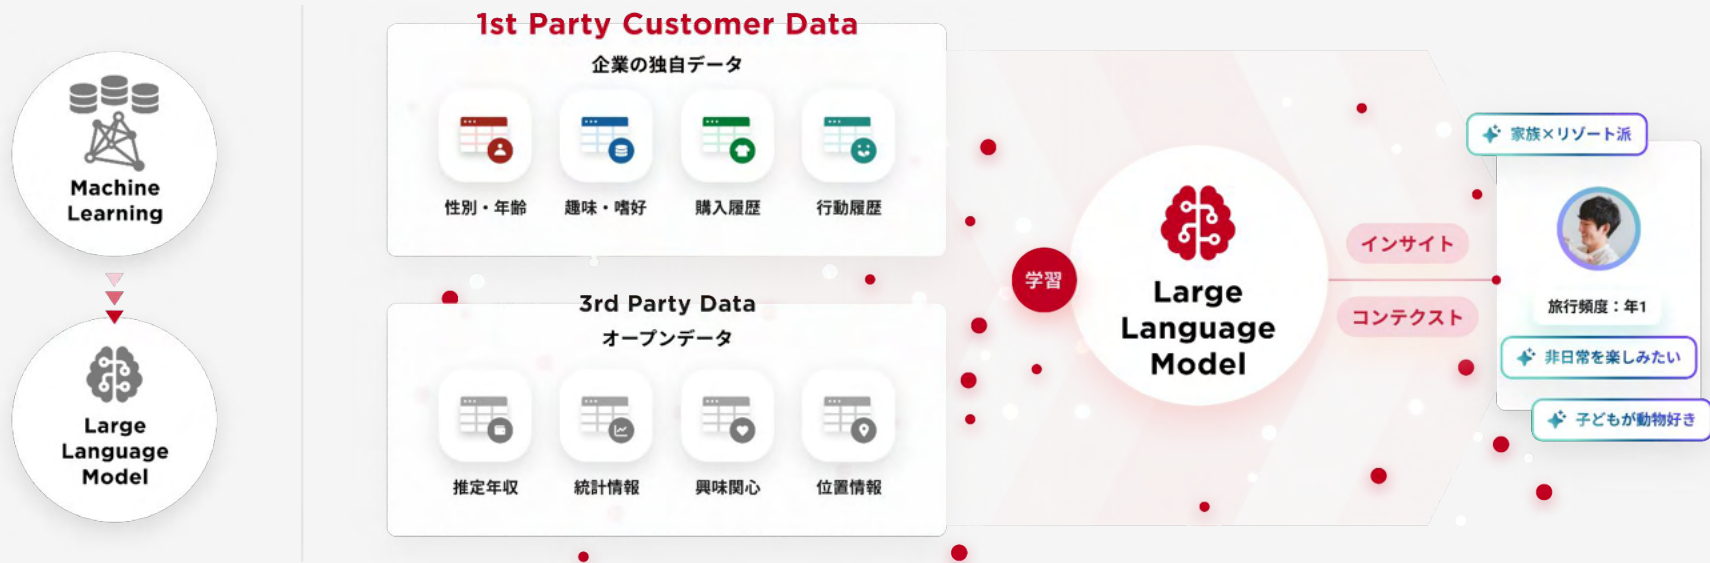 Machine
Learning
Large
Language
Model
1st Party Customer Data
企業の独自データ
性別・年齢
趣味・嗜好
購入履歴
行動履歴
3rd Party Data
オープンデータ
推定年収
統計情報
興味関心
位置情報
学習
Large
Language
Model
インサイト
コンテクスト
家族×リゾート派
旅行頻度：年1
非日常を楽しみたい
子どもが動物好き